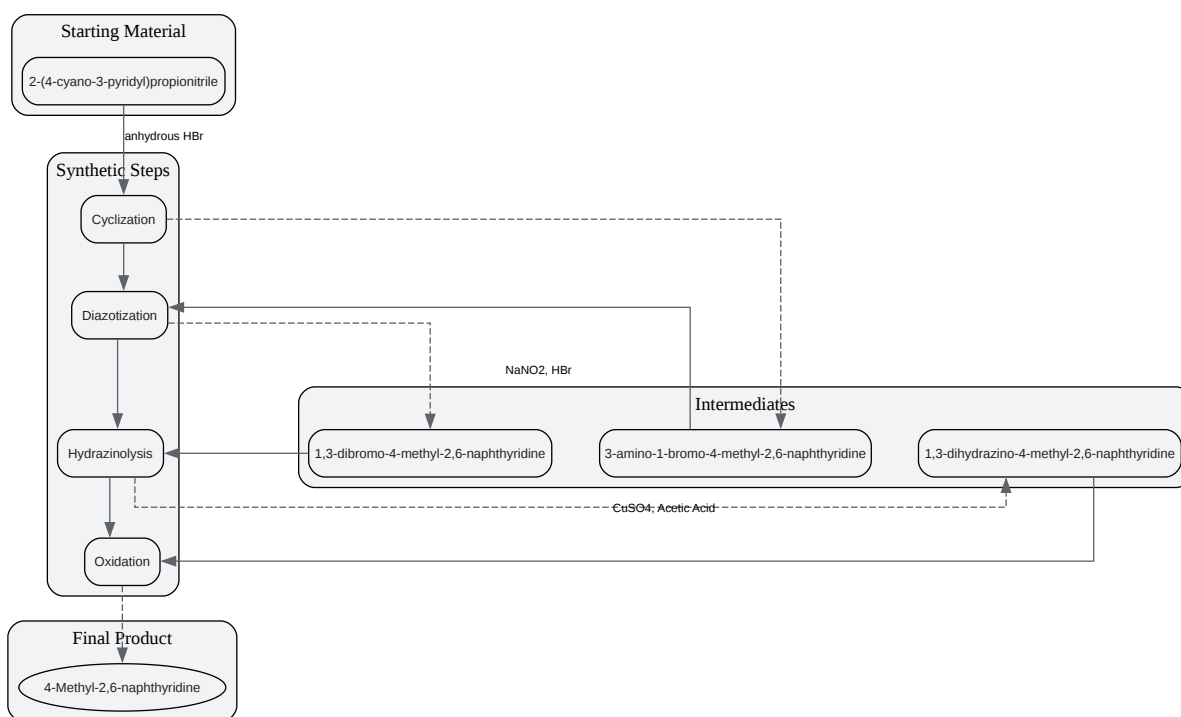 Starting Material
2-(4-cyano-3-pyridyl)propionitrile
anhydrous HBr
Synthetic Steps
Cyclization
Diazotization
NaNO2, HBr
Intermediates
Hydrazinolysis
1,3-dibromo-4-methyl-2,6-naphthyridine
3-amino-1-bromo-4-methyl-2,6-naphthyridine
1,3-dihydrazino-4-methyl-2,6-naphthyridine
CuSO4, Acetic Acid
Oxidation
Final Product
4-Methyl-2,6-naphthyridine